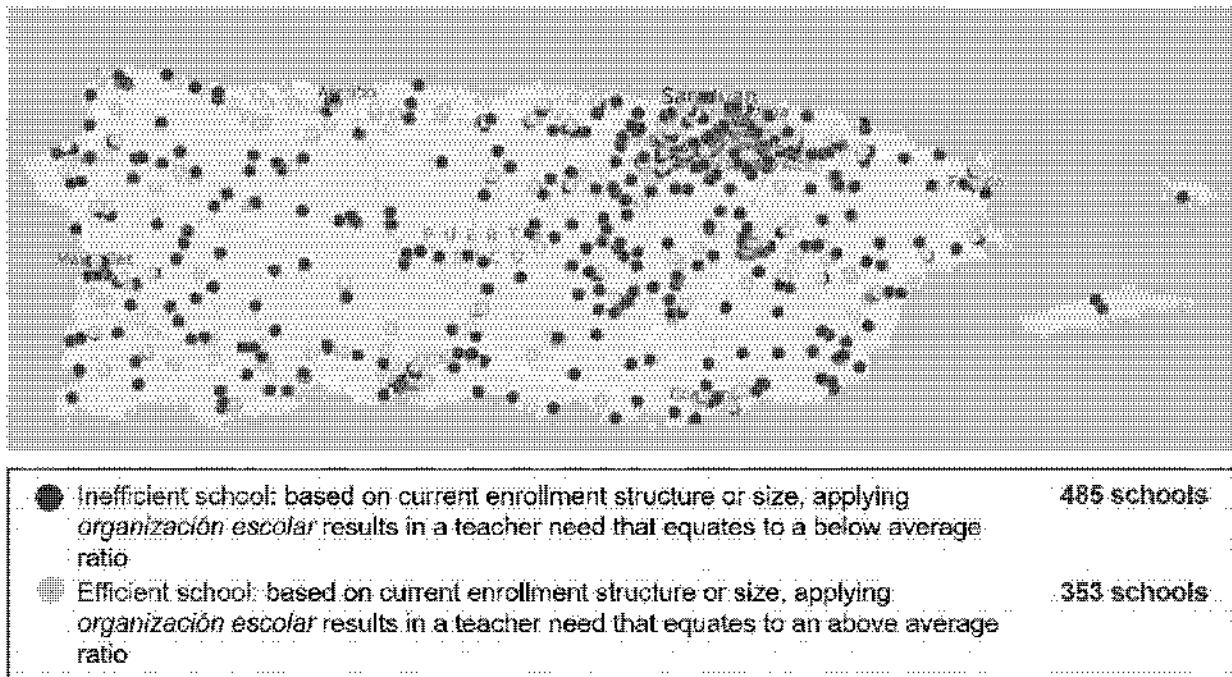 San Juan
P U E R T
Inefficient school: based on current enrollment structure or size, applying
485 schools
organización escolar results in a teacher need that equates to a below average
ratio
Efficient school: based on current enrollment structure or size, applying
353 schools
organización escolar results in a teacher need that equates to an above average
ratio